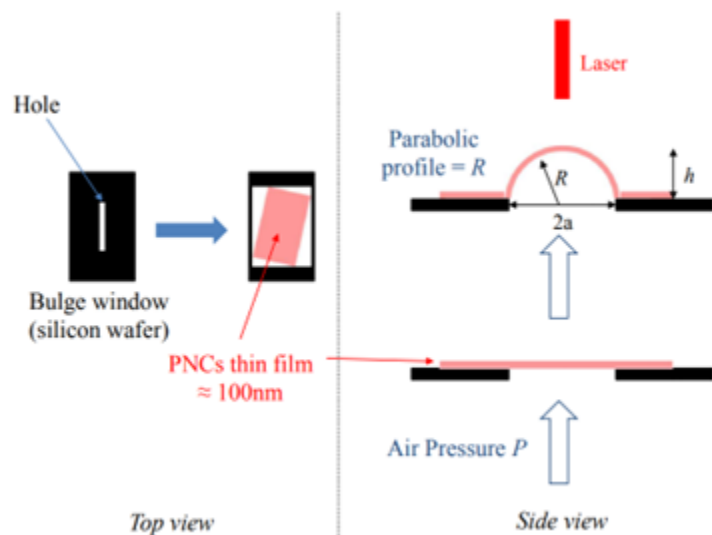 Hole
Bulge window
(silicon wafer)
PNCs thin film
≈ 100nm
Top view
Laser
Parabolic
profile = R
R
h
2a
Air Pressure P
Side view